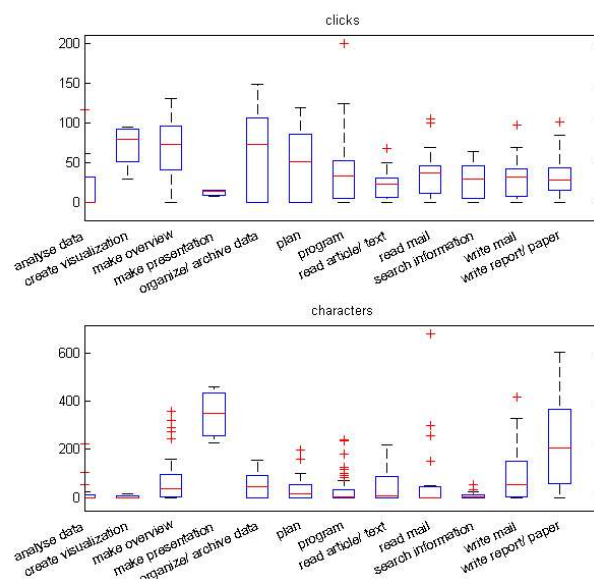 clicks
200
150
100
50
0
analyse data
create visualization
make overview
make presentation
organize/ archive data
plan
program
read article/ text
read mail
search information
write mail
write report/ paper
characters
600
400
200
0
analyse data
create visualization
make overview
make presentation
organize/ archive data
plan
program
read article/ text
read mail
search information
write mail
write report/ paper